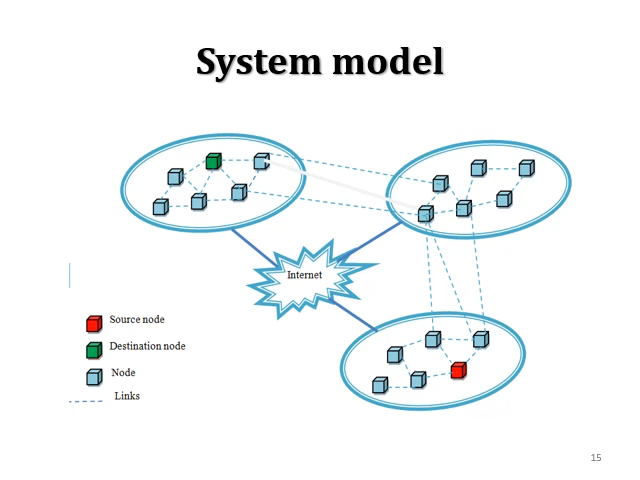 System model
Internet
Source node
Destination node
Node
Links
15